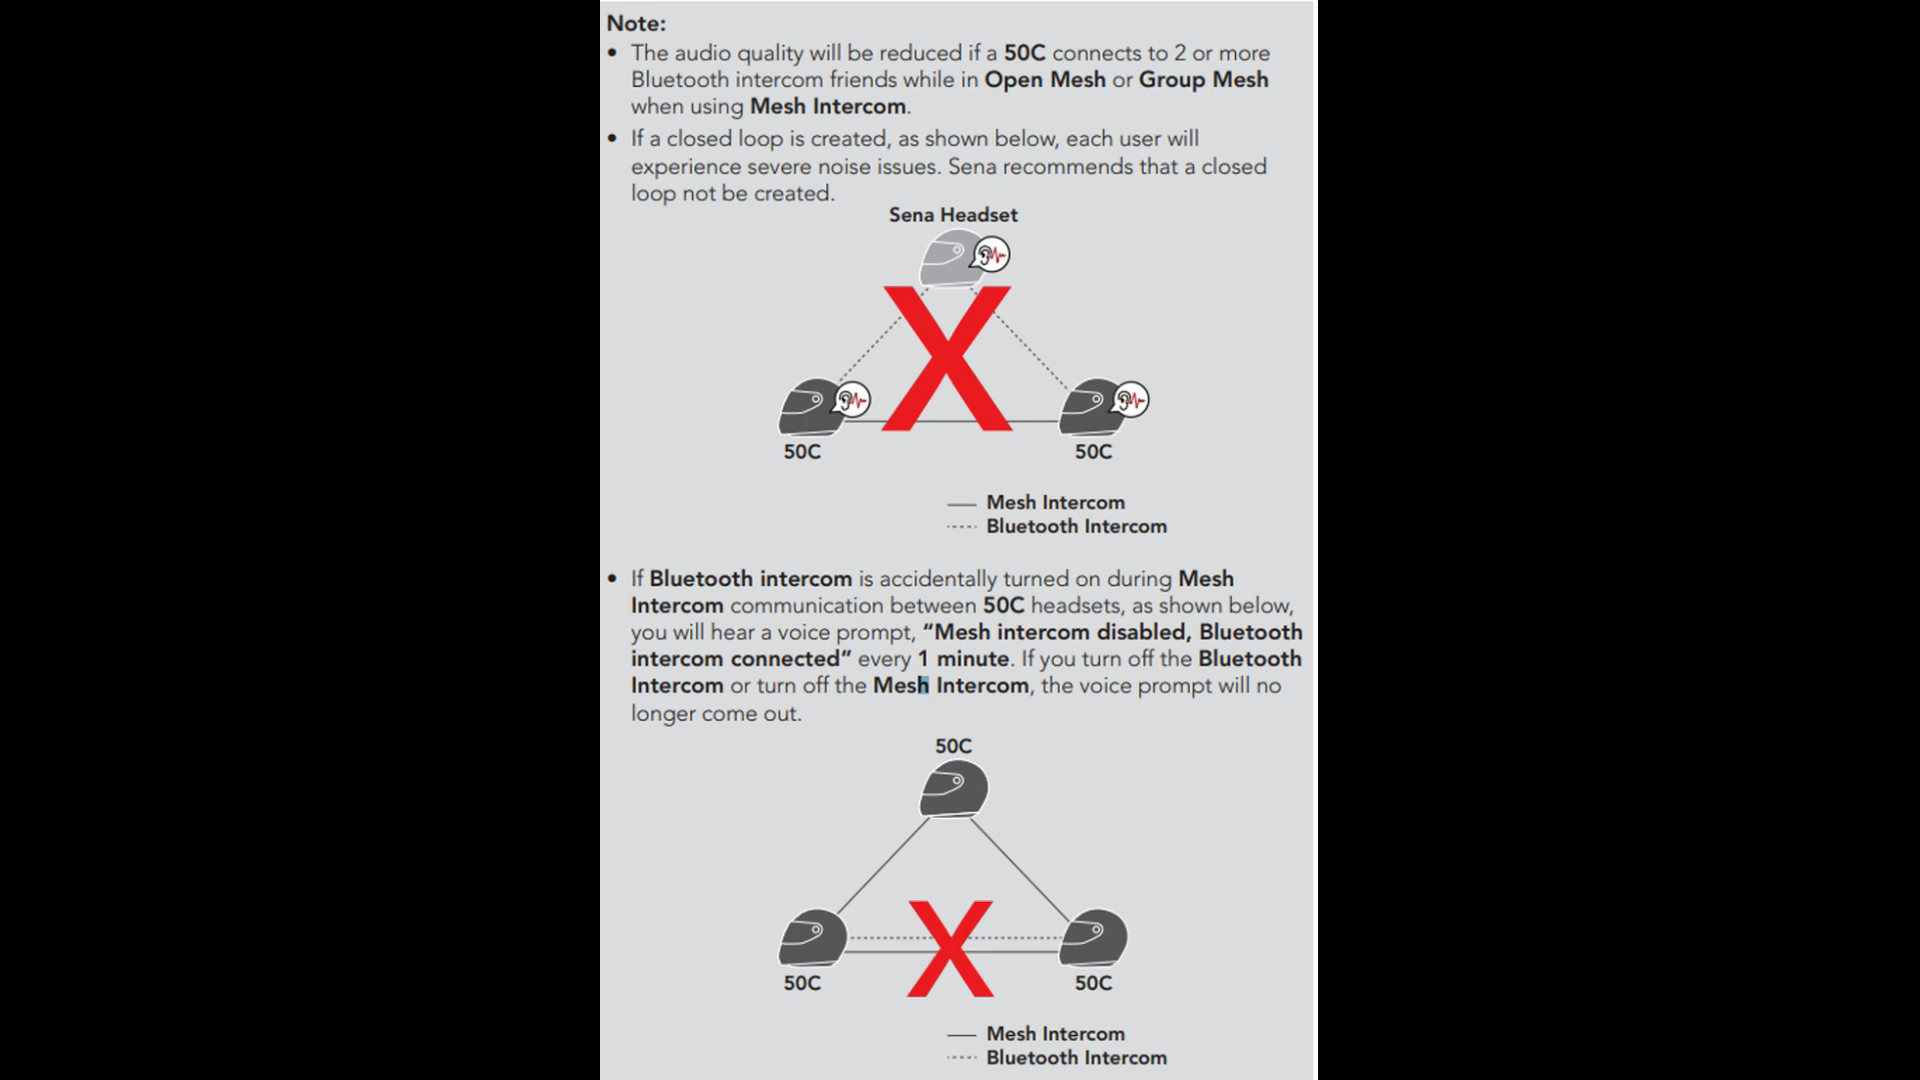 Note:
• The audio quality will be reduced if a 50C connects to 2 or more
Bluetooth intercom friends while in Open Mesh or Group Mesh
when using Mesh Intercom.
• If a closed loop is created, as shown below, each user will
experience severe noise issues. Sena recommends that a closed
loop not be created.
Sena Headset
X
50C
50C
Mesh Intercom
Bluetooth Intercom
• If Bluetooth intercom is accidentally turned on during Mesh
Intercom communication between 50C headsets, as shown below,
you will hear a voice prompt, “Mesh intercom disabled, Bluetooth
intercom connected” every 1 minute. If you turn off the Bluetooth
Intercom or turn off the Mesh Intercom, the voice prompt will no
longer come out.
50C
X
50C
50C
Mesh Intercom
Bluetooth Intercom